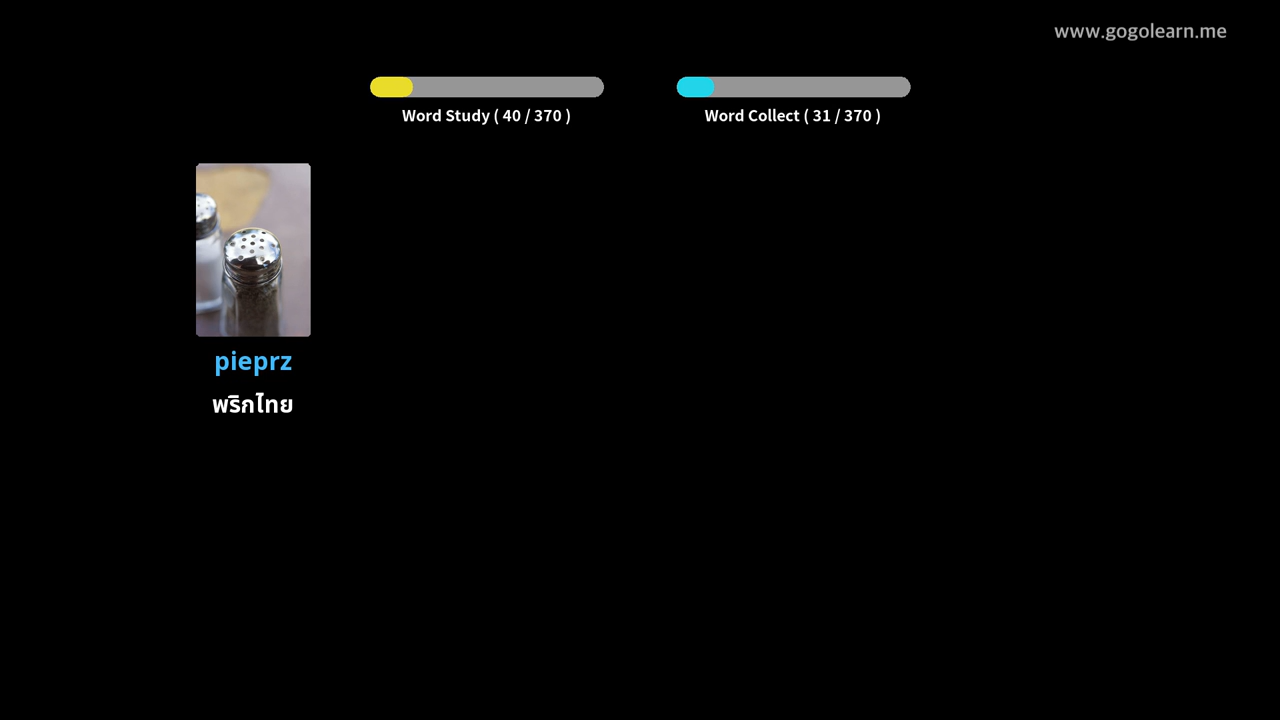 www.gogolearn.me
Word Study ( 40 / 370 )
Word Collect ( 31 / 370 )
pieprz
พริกไทย